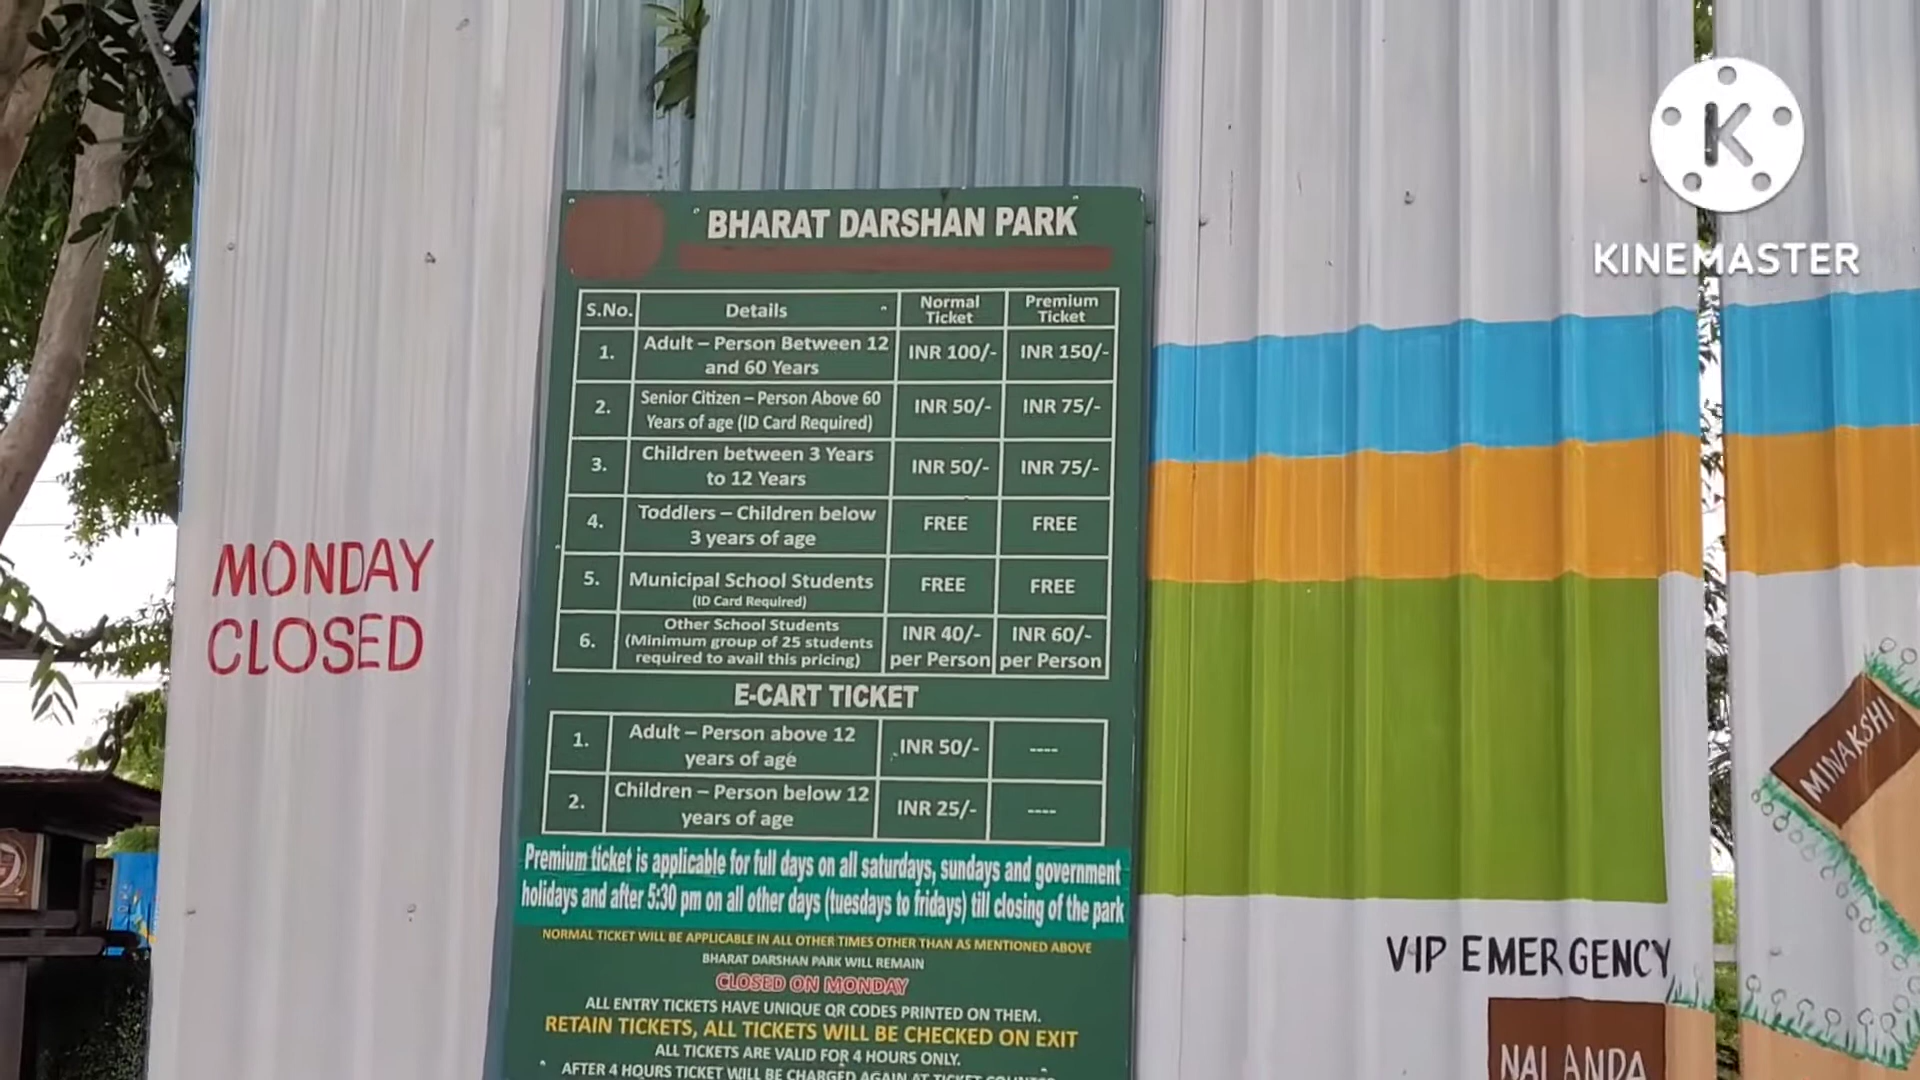 KINEMASTER
BHARAT DARSHAN PARK
S.No. Details Normal Ticket Premium Ticket
1. Adult – Person Between 12 and 60 Years INR 100/- INR 150/-
2. Senior Citizen – Person Above 60 Years of age (ID Card Required) INR 50/- INR 75/-
3. Children between 3 Years to 12 Years INR 50/- INR 75/-
4. Toddlers – Children below 3 years of age FREE FREE
5. Municipal School Students (ID Card Required) FREE FREE
6. Other School Students (Minimum group of 25 students required to avail this pricing) INR 40/- per Person INR 60/- per Person
E-CART TICKET
1. Adult – Person above 12 years of age INR 50/- ----
2. Children – Person below 12 years of age INR 25/- ----
Premium ticket is applicable for full days on all saturdays, sundays and government
holidays and after 5:30 pm on all other days (tuesdays to fridays) till closing of the park
NORMAL TICKET WILL BE APPLICABLE IN ALL OTHER TIMES OTHER THAN AS MENTIONED ABOVE
BHARAT DARSHAN PARK WILL REMAIN
CLOSED ON MONDAY
ALL ENTRY TICKETS HAVE UNIQUE QR CODES PRINTED ON THEM.
RETAIN TICKETS, ALL TICKETS WILL BE CHECKED ON EXIT
ALL TICKETS ARE VALID FOR 4 HOURS ONLY.
AFTER 4 HOURS TICKET WILL BE CHARGED AGAIN AT TICKET COUNTER
MONDAY
CLOSED
MINAKSHI
VIP EMERGENCY
NALANDA